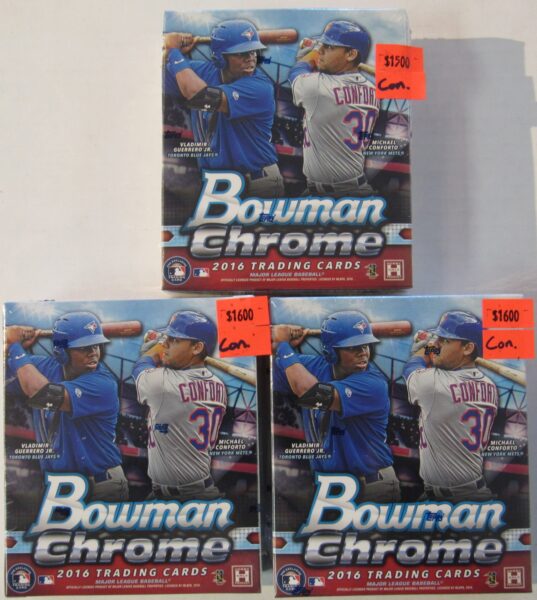 $1500
Con.
CONFORT
30
VLADIMIR
GUERRERO JR.
TORONTO BLUE JAYS®
MICHAEL
CONFORTO
NEW YORK METS®
Bowman
Chrome
2016 TRADING CARDS
MAJOR LEAGUE BASEBALL®
H
$1600
Con.
CONFORT
30
VLADIMIR
GUERRERO JR.
TORONTO BLUE JAYS®
MICHAEL
CONFORTO
NEW YORK METS®
Bowman
Chrome
2016 TRADING CARDS
MAJOR LEAGUE BASEBALL®
H
$1600
Con.
CONFORT
30
VLADIMIR
GUERRERO JR.
TORONTO BLUE JAYS®
MICHAEL
CONFORTO
NEW YORK METS®
Bowman
Chrome
2016 TRADING CARDS
MAJOR LEAGUE BASEBALL®
H